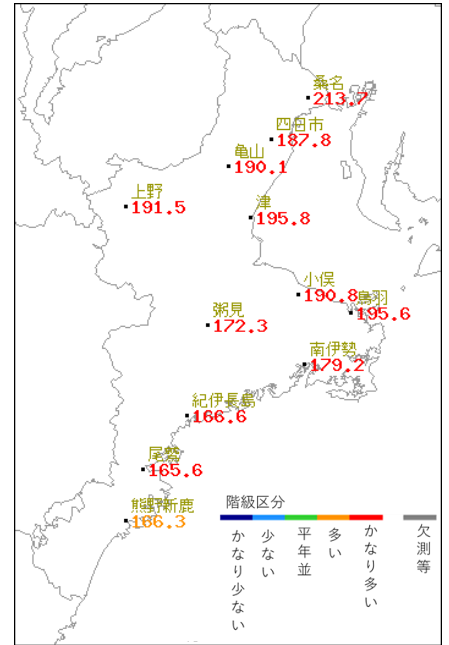 桑名
213.7
四日市
187.8
亀山
190.1
上野
191.5
津
195.8
小俣
190.8
鳥羽
195.6
粥見
172.3
南伊勢
179.2
紀伊長島
166.6
尾鷲
165.6
熊野新鹿
166.3
階級区分
かなり少ない
少ない
平年並
多い
かなり多い
欠測等